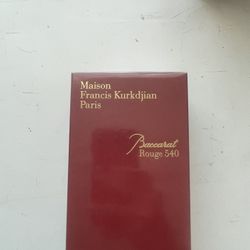 Maison
Francis Kurkdjian
Paris
Baccarat
Rouge 540